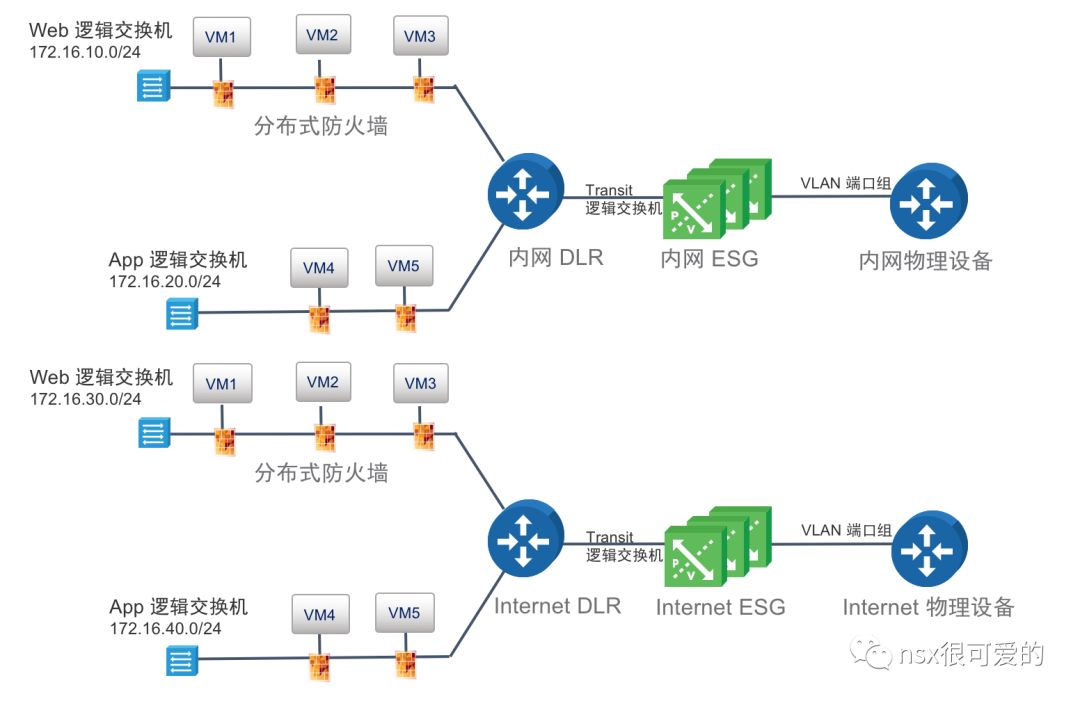 Web 逻辑交换机
172.16.10.0/24
VM1
VM2
VM3
分布式防火墙
Transit
逻辑交换机
VLAN 端口组
P
V
内网 DLR
内网 ESG
内网物理设备
App 逻辑交换机
172.16.20.0/24
VM4
VM5
Web 逻辑交换机
172.16.30.0/24
VM1
VM2
VM3
分布式防火墙
Transit
逻辑交换机
VLAN 端口组
P
V
Internet DLR
Internet ESG
Internet 物理设备
App 逻辑交换机
172.16.40.0/24
VM4
VM5
nsx很可爱的